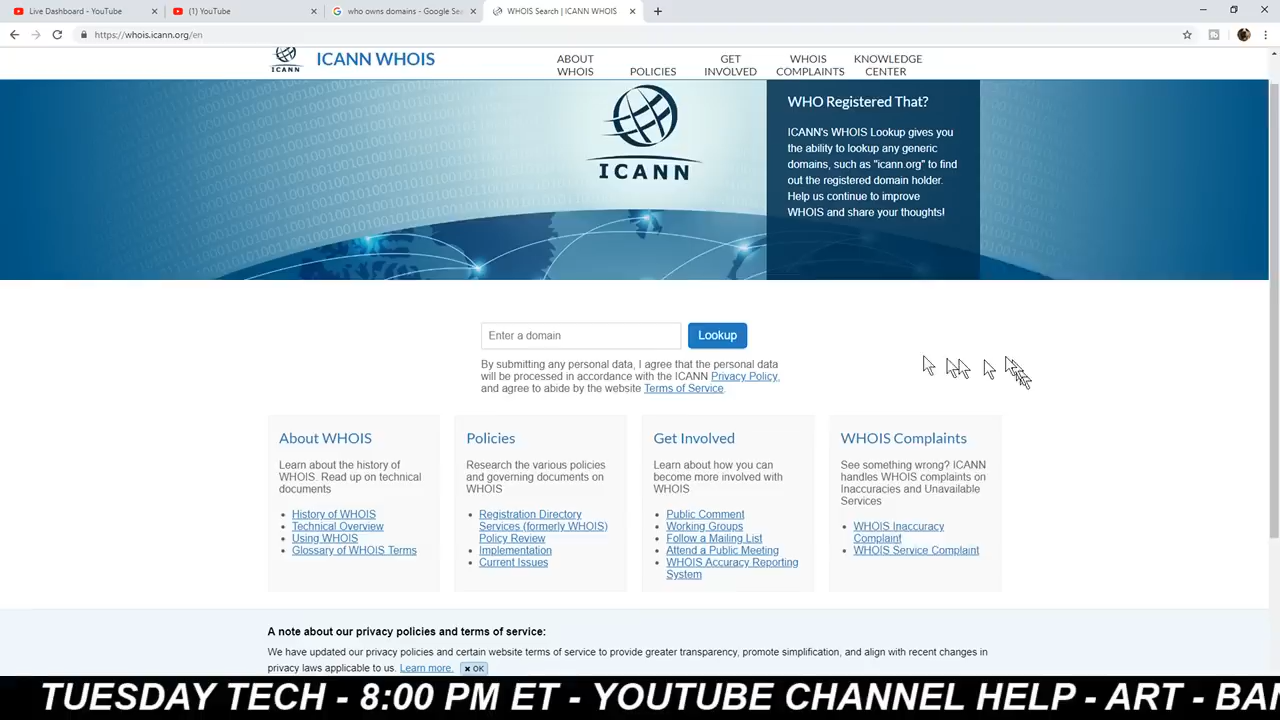 Live Dashboard - YouTube
(1) YouTube
who owns domains - Google Sea
WHOIS Search | ICANN WHOIS
https://whois.icann.org/en
ICANN
ICANN WHOIS
ABOUT WHOIS
POLICIES
GET INVOLVED
WHOIS COMPLAINTS
KNOWLEDGE CENTER
ICANN
WHO Registered That?
ICANN's WHOIS Lookup gives you
the ability to lookup any generic
domains, such as "icann.org" to find
out the registered domain holder.
Help us continue to improve
WHOIS and share your thoughts!
Enter a domain
Lookup
By submitting any personal data, I agree that the personal data
will be processed in accordance with the ICANN Privacy Policy,
and agree to abide by the website Terms of Service.
About WHOIS
Learn about the history of
WHOIS. Read up on technical
documents
History of WHOIS
Technical Overview
Using WHOIS
Glossary of WHOIS Terms
Policies
Research the various policies
and governing documents on
WHOIS
Registration Directory
Services (formerly WHOIS)
Policy Review
Implementation
Current Issues
Get Involved
Learn about how you can
become more involved with
WHOIS
Public Comment
Working Groups
Follow a Mailing List
Attend a Public Meeting
WHOIS Accuracy Reporting
System
WHOIS Complaints
See something wrong? ICANN
handles WHOIS complaints on
Inaccuracies and Unavailable
Services
WHOIS Inaccuracy
Complaint
WHOIS Service Complaint
A note about our privacy policies and terms of service:
We have updated our privacy policies and certain website terms of service to provide greater transparency, promote simplification, and align with recent changes in
privacy laws applicable to us. Learn more. × OK
TUESDAY TECH - 8:00 PM ET - YOUTUBE CHANNEL HELP - ART - BAN